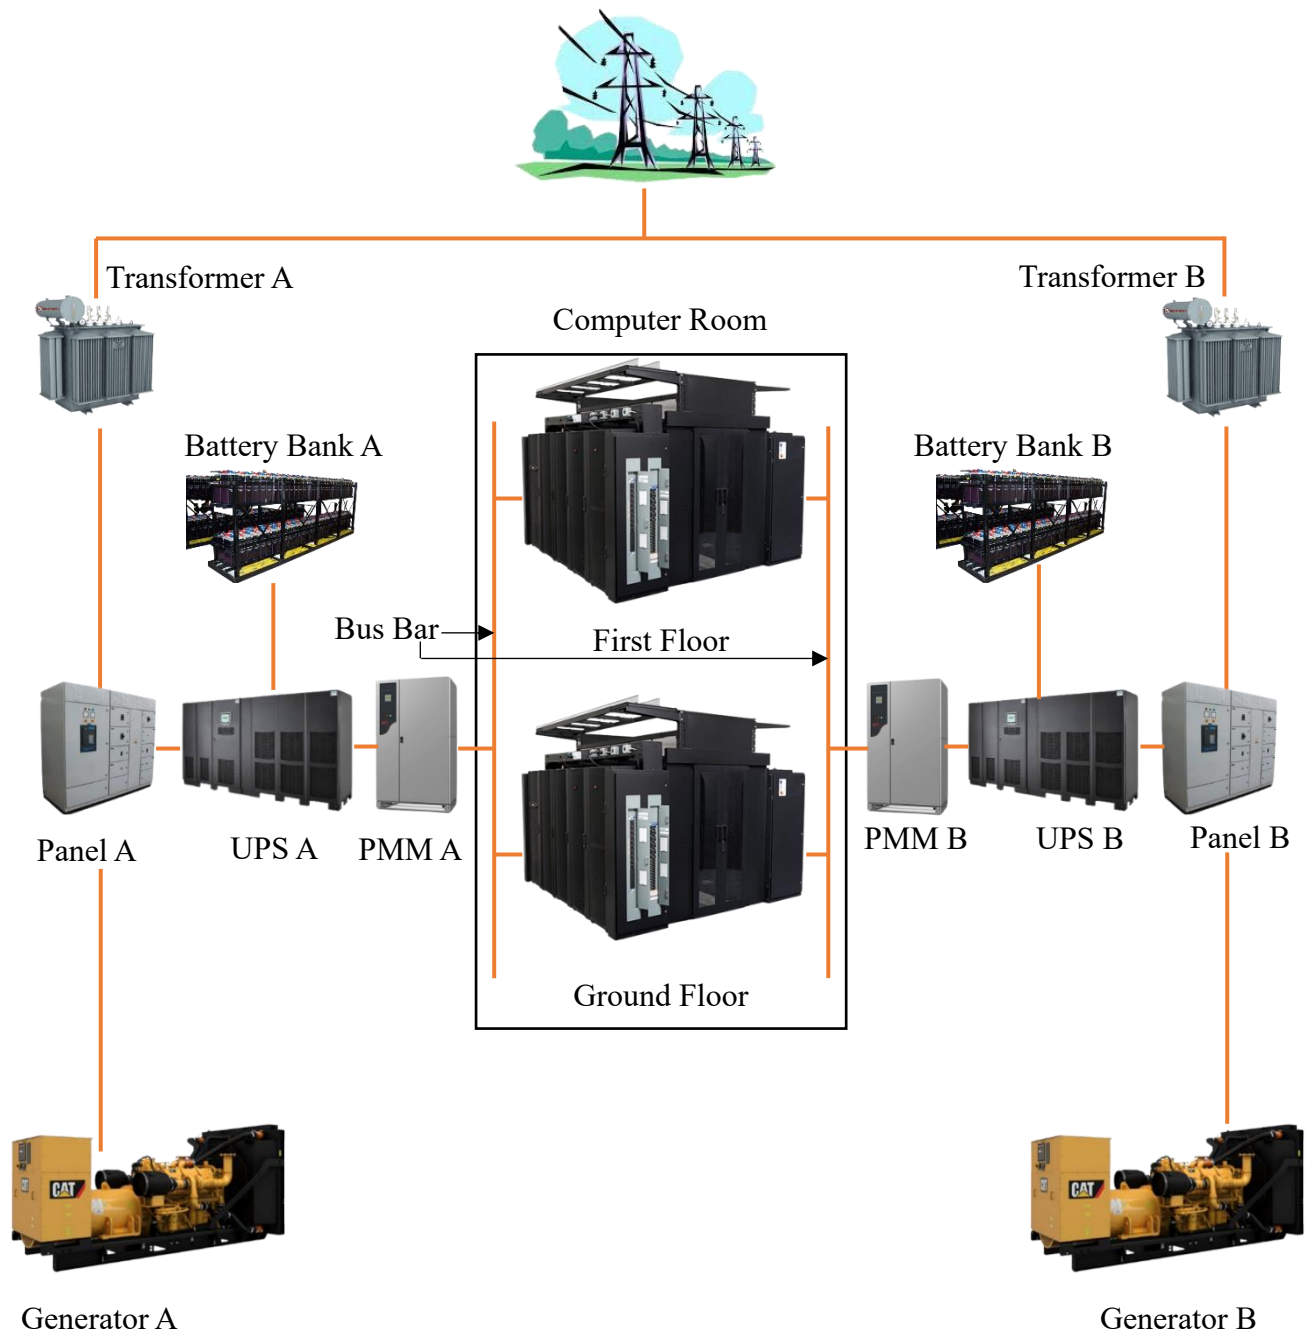 Transformer A
Transformer B
Computer Room
Battery Bank A
Battery Bank B
Bus Bar
First Floor
Panel A
UPS A
PMM A
PMM B
UPS B
Panel B
Ground Floor
CAT
CAT
Generator A
Generator B